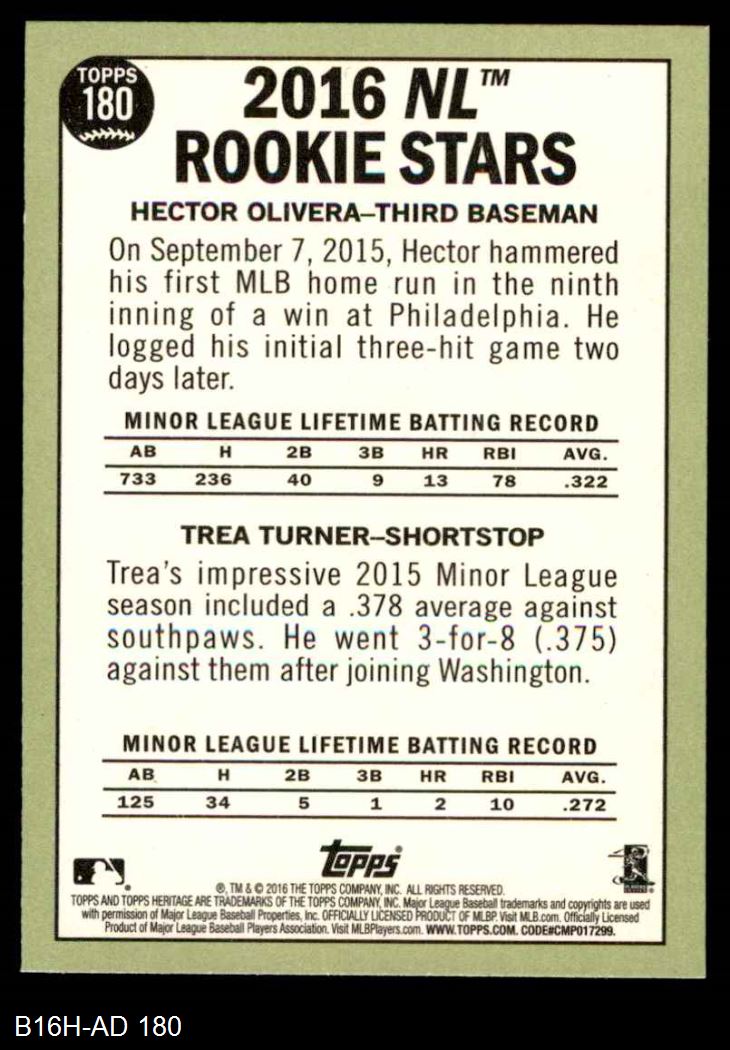 TOPPS
180
2016 NL™
ROOKIE STARS
HECTOR OLIVERA–THIRD BASEMAN
On September 7, 2015, Hector hammered
his first MLB home run in the ninth
inning of a win at Philadelphia. He
logged his initial three-hit game two
days later.
MINOR LEAGUE LIFETIME BATTING RECORD
AB H 2B 3B HR RBI AVG.
733 236 40 9 13 78 .322
TREA TURNER–SHORTSTOP
Trea's impressive 2015 Minor League
season included a .378 average against
southpaws. He went 3-for-8 (.375)
against them after joining Washington.
MINOR LEAGUE LIFETIME BATTING RECORD
AB H 2B 3B HR RBI AVG.
125 34 5 1 2 10 .272
Topps
®, TM & © 2016 THE TOPPS COMPANY, INC. ALL RIGHTS RESERVED.
TOPPS AND TOPPS HERITAGE ARE TRADEMARKS OF THE TOPPS COMPANY, INC. Major League Baseball trademarks and copyrights are used
with permission of Major League Baseball Properties, Inc. OFFICIALLY LICENSED PRODUCT OF MLBP. Visit MLB.com. Officially Licensed
Product of Major League Baseball Players Association. Visit MLBPlayers.com. WWW.TOPPS.COM. CODE#CMP017299.
B16H-AD 180